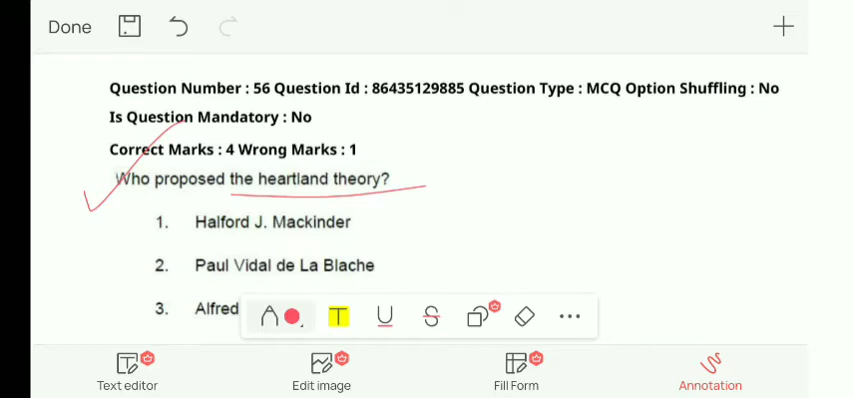 Done
Question Number : 56 Question Id : 86435129885 Question Type : MCQ Option Shuffling : No
Is Question Mandatory : No
Correct Marks : 4 Wrong Marks : 1
Who proposed the heartland theory?
1. Halford J. Mackinder
2. Paul Vidal de La Blache
3. Alfred
T U S
Text editor Edit image Fill Form Annotation